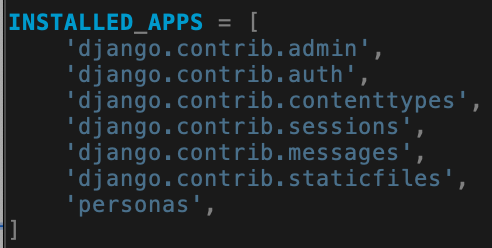 INSTALLED_APPS = [
    'django.contrib.admin',
    'django.contrib.auth',
    'django.contrib.contenttypes',
    'django.contrib.sessions',
    'django.contrib.messages',
    'django.contrib.staticfiles',
    'personas',
]